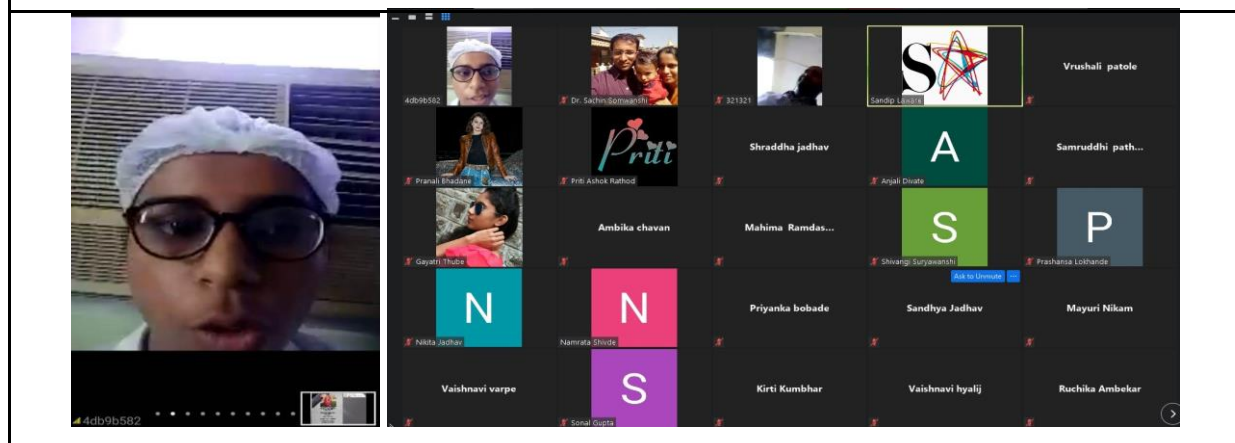 4db9b582
4db9b582
Dr. Sachin Somwanshi
321321
S
Sandip Laware
Vrushali patole
Pranali Bhadane
Priti
Priti Ashok Rathod
Shraddha jadhav
A
Anjali Divate
Samruddhi path...
Gayatri Thube
Ambika chavan
Mahima Ramdas...
S
Shivangi Suryawanshi
P
Prashansa Lokhande
Ask to Unmute
N
Nikita Jadhav
N
Namrata Shivde
Priyanka bobade
Sandhya Jadhav
Mayuri Nikam
Vaishnavi varpe
S
Sonal Gupta
Kirti Kumbhar
Vaishnavi hyalij
Ruchika Ambekar